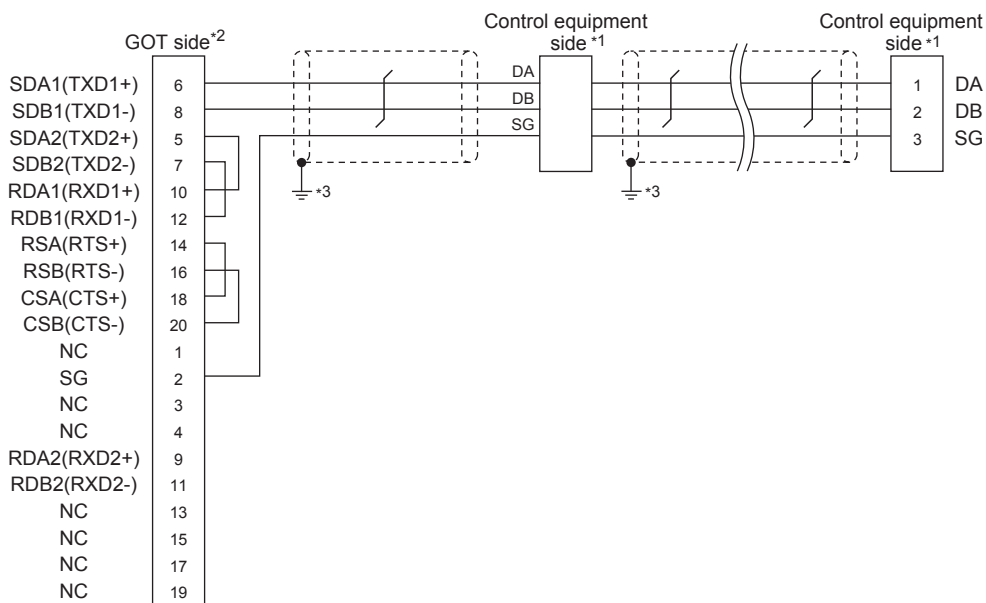 Control equipment side *1
Control equipment side *1
GOT side*2
SDA1(TXD1+) 6 DA 1 DA
SDB1(TXD1-) 8 DB 2 DB
SDA2(TXD2+) 5 SG 3 SG
SDB2(TXD2-) 7
RDA1(RXD1+) 10 *3 *3
RDB1(RXD1-) 12
RSA(RTS+) 14
RSB(RTS-) 16
CSA(CTS+) 18
CSB(CTS-) 20
NC 1
SG 2
NC 3
NC 4
RDA2(RXD2+) 9
RDB2(RXD2-) 11
NC 13
NC 15
NC 17
NC 19